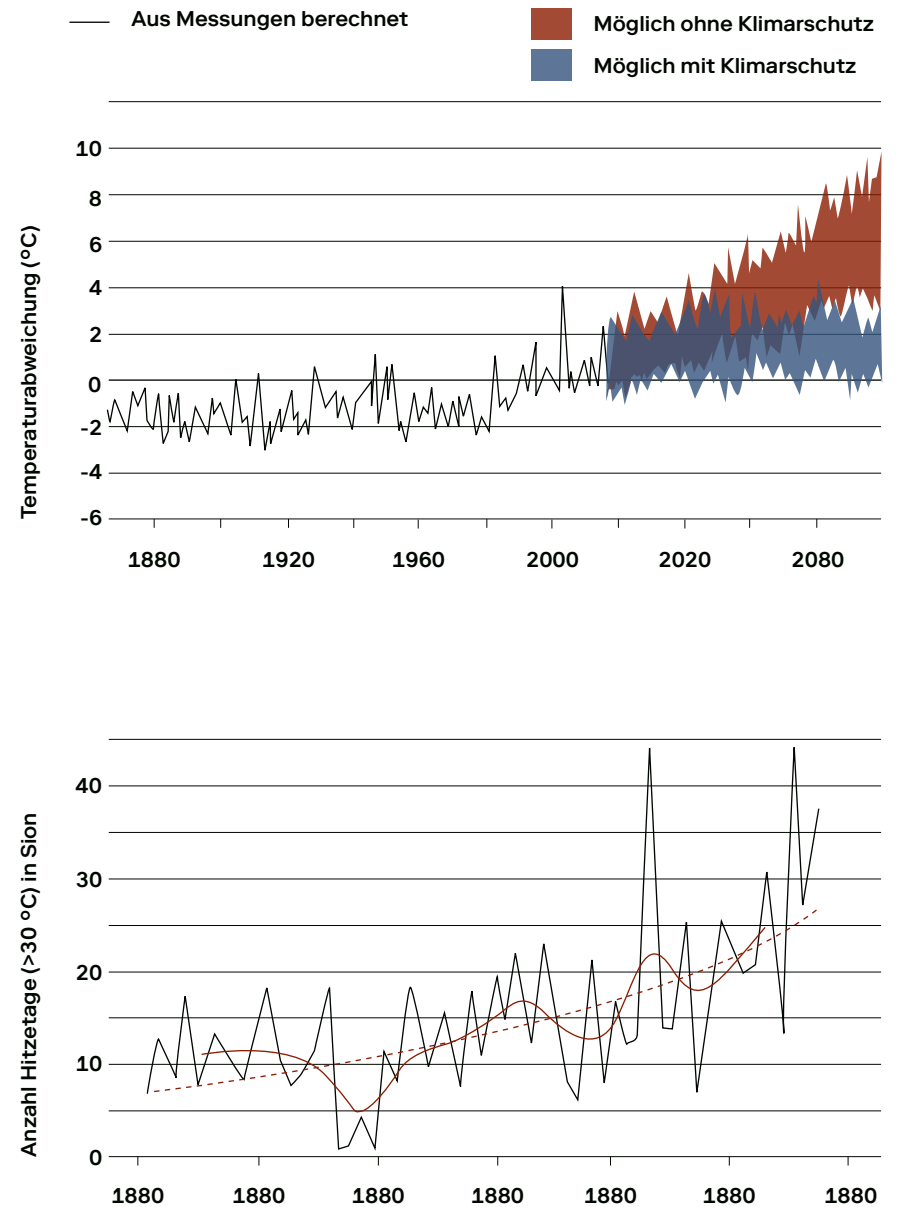 Aus Messungen berechnet
Möglich ohne Klimarschutz
Möglich mit Klimarschutz
Temperaturabweichung (°C)
10
8
6
4
2
0
-2
-4
-6
1880 1920 1960 2000 2020 2080
Anzahl Hitzetage (>30 °C) in Sion
40
30
20
10
0
1880 1880 1880 1880 1880 1880 1880